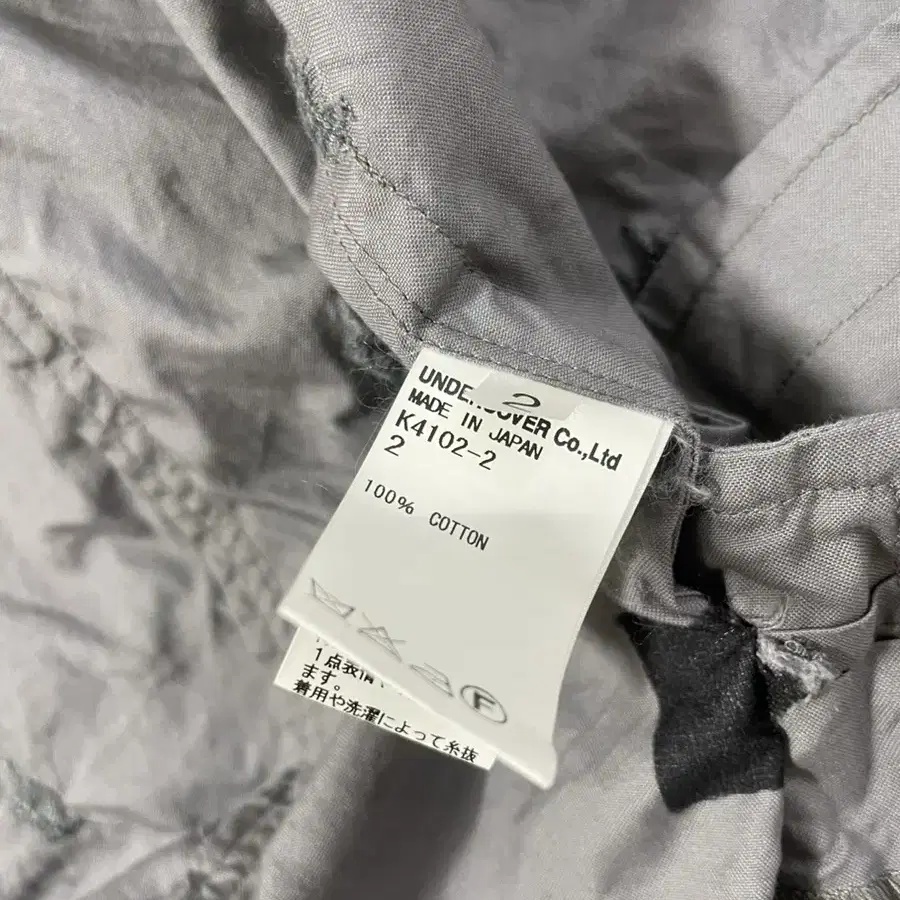 2
UNDERCOVER Co.,Ltd
MADE IN JAPAN
K4102-2
2
100% COTTON
F
1点表情
ます。
着用や洗濯によって糸抜